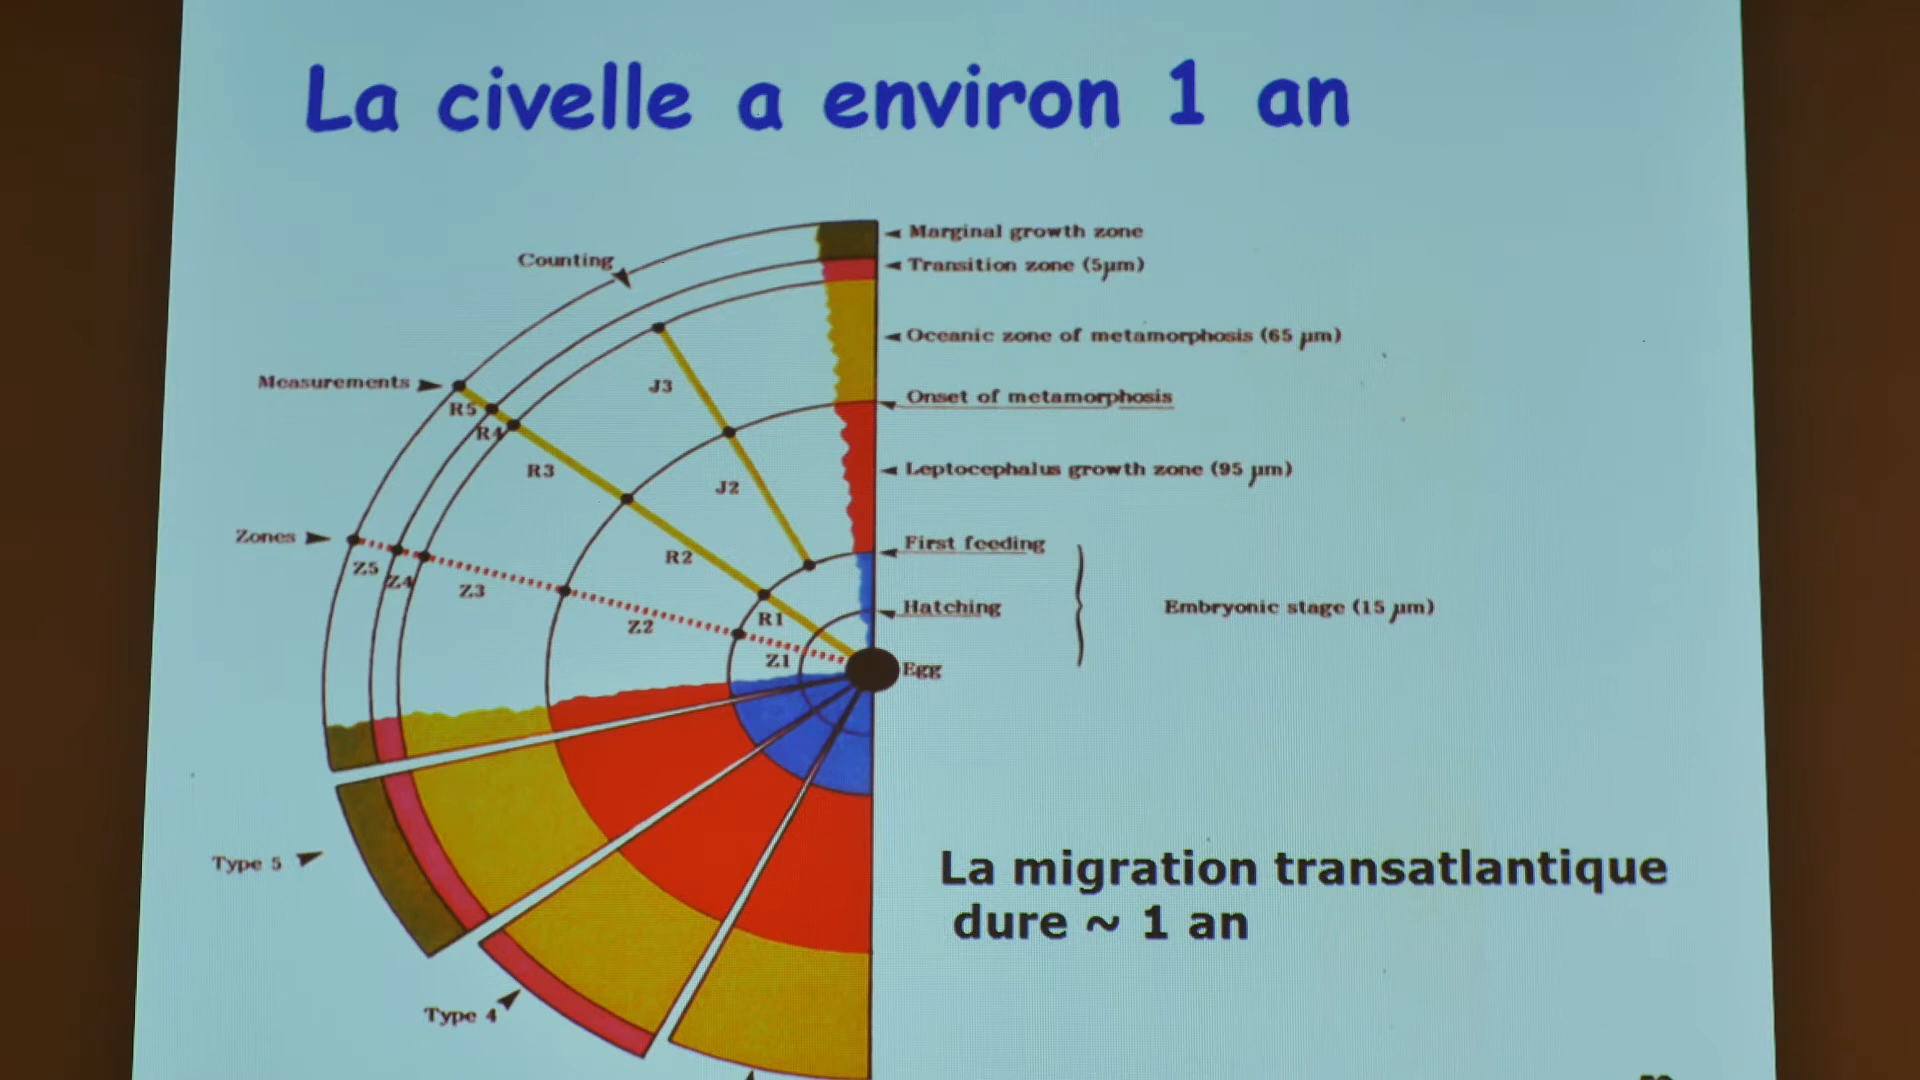 La civelle a environ 1 an
Marginal growth zone
Counting
Transition zone (5µm)
Oceanic zone of metamorphosis (65 µm)
Measurements
J3
Onset of metamorphosis
R5
R4
R3
Leptocephalus growth zone (95 µm)
J2
Zones
First feeding
R2
Z5
Z4
Z3
Hatching
Embryonic stage (15 µm)
R1
Z2
Z1
Egg
Type 5
La migration transatlantique
dure ~ 1 an
Type 4